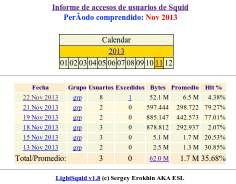 Informe de accesos de usuarios de Squid
PerÃodo comprendido: Nov 2013
Calendar
2013
01 02 03 04 05 06 07 08 09 10 11 12
Fecha Grupo Usuarios Excedidos Bytes Promedio Hit %
22 Nov 2013 grp 8 1 52.1 M 6.5 M 4.38%
21 Nov 2013 grp 2 0 597 444 298 722 79.27%
19 Nov 2013 grp 2 0 885 147 442 573 77.01%
18 Nov 2013 grp 3 0 878 812 292 937 2.07%
15 Nov 2013 grp 3 0 5.1 M 1.7 M 20.53%
13 Nov 2013 grp 2 0 2.5 M 1.3 M 30.85%
Total/Promedio: 3 0 62.0 M 1.7 M 35.68%
LightSquid v1.8 (c) Sergey Erokhin AKA ESL